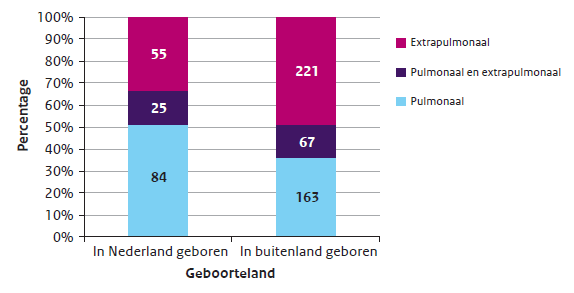 100%
90%
80%
70%
60%
50%
40%
30%
20%
10%
0%
Percentage
55
25
84
221
67
163
In Nederland geboren
In buitenland geboren
Geboorteland
Extrapulmonaal
Pulmonaal en extrapulmonaal
Pulmonaal